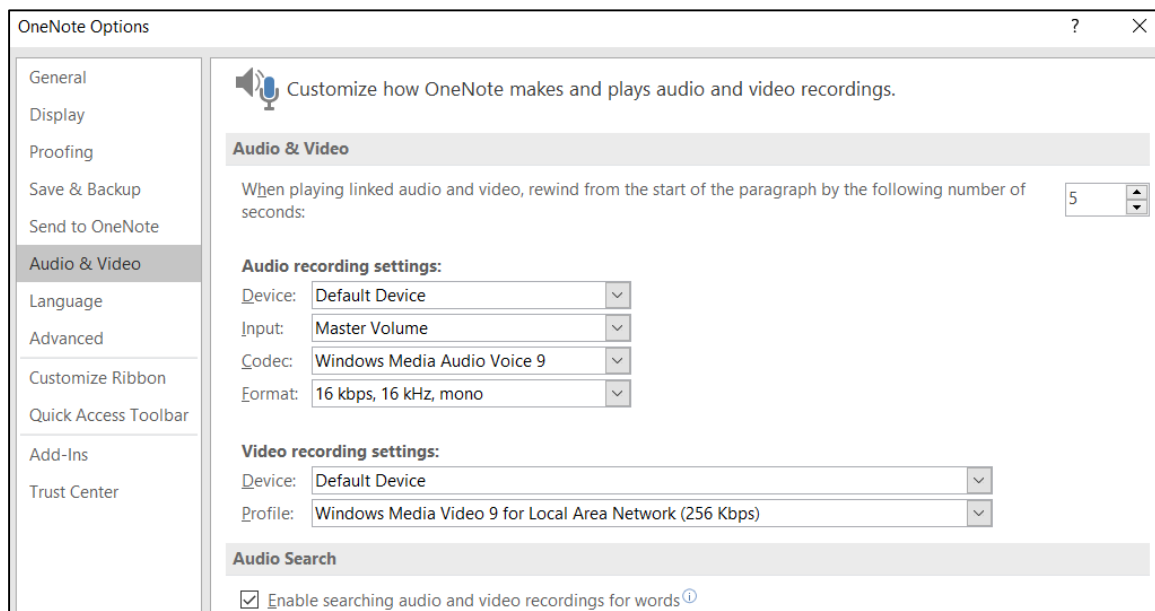 OneNote Options
?
General
Display
Proofing
Save & Backup
Send to OneNote
Audio & Video
Language
Advanced
Customize Ribbon
Quick Access Toolbar
Add-Ins
Trust Center
Customize how OneNote makes and plays audio and video recordings.
Audio & Video
When playing linked audio and video, rewind from the start of the paragraph by the following number of
seconds:
5
Audio recording settings:
Device: Default Device
Input: Master Volume
Codec: Windows Media Audio Voice 9
Format: 16 kbps, 16 kHz, mono
Video recording settings:
Device: Default Device
Profile: Windows Media Video 9 for Local Area Network (256 Kbps)
Audio Search
Enable searching audio and video recordings for words